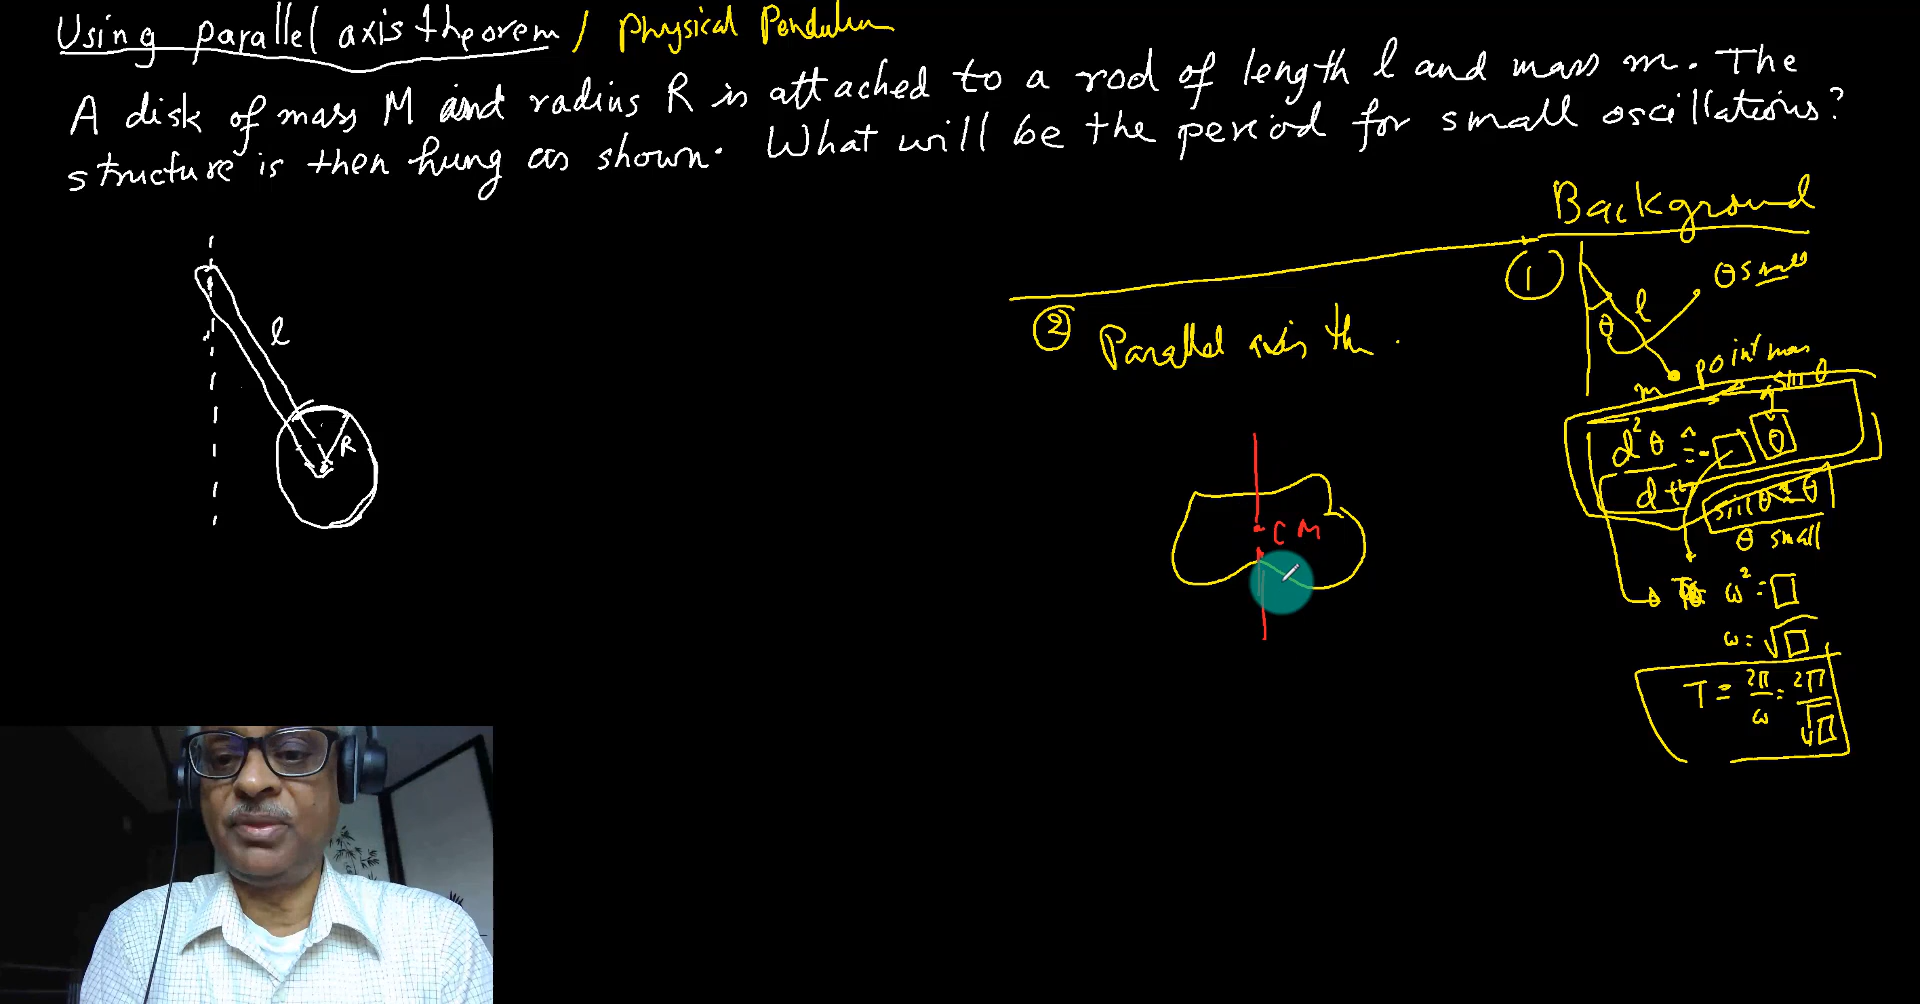 Using parallel axis theorem / Physical Pendulum
A disk of mass M and radius R is attached to a rod of length l and mass m. The
structure is then hung as shown. What will be the period for small oscillations?
Background
l
R
② Parallel axis th.
CM
①
θ small
l
θ
point mass
m
sin θ
d²θ = - □ θ
dt²
sin θ ≈ θ
θ small
ω² = □
ω = √□
T = 2π/ω = 2π/√□